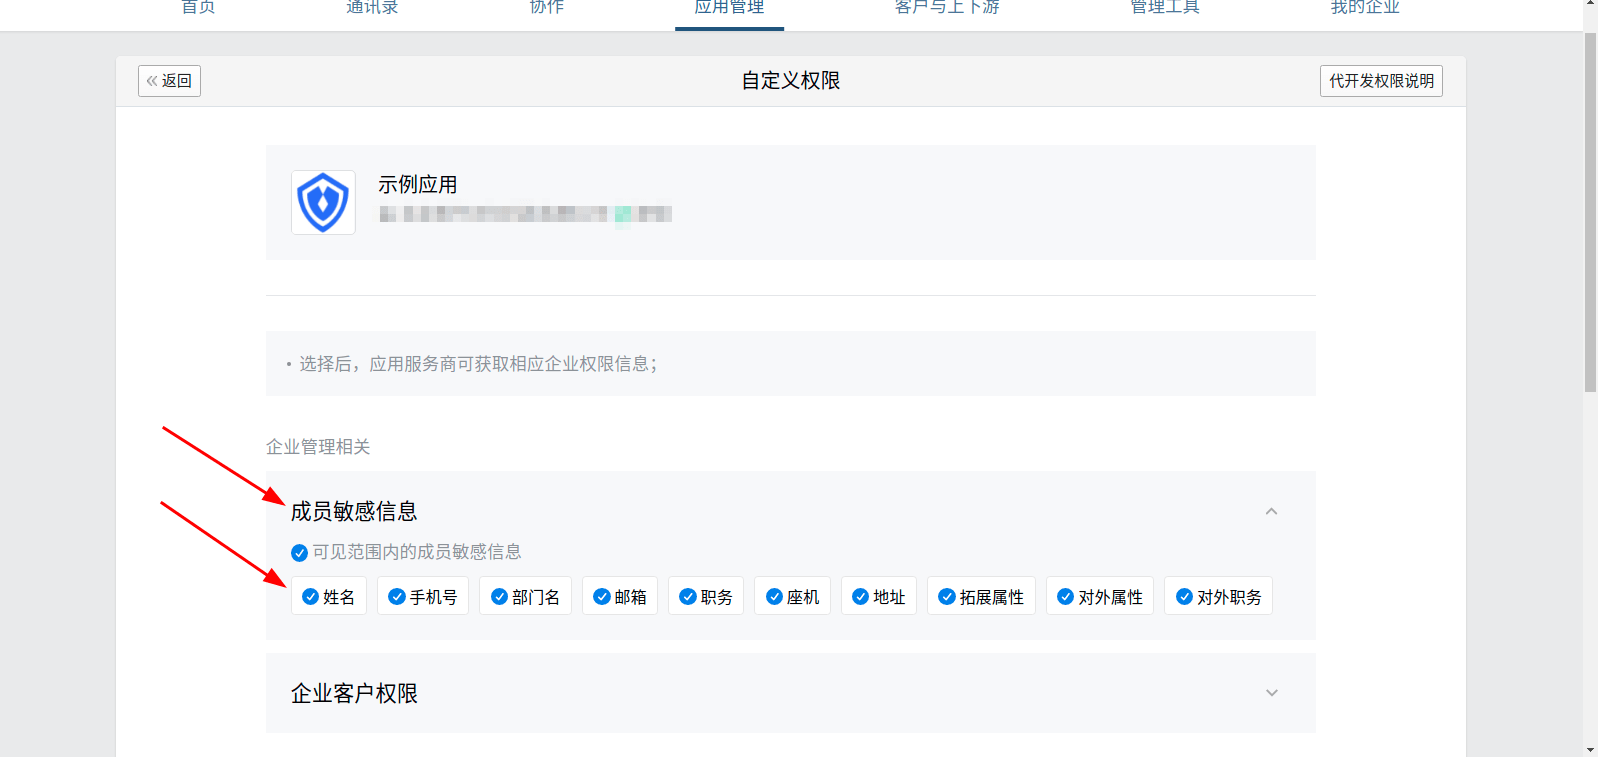 首页 通讯录 协作 应用管理 客户与上下游 管理工具 我的企业
返回 自定义权限 代开发权限说明
示例应用
• 选择后，应用服务商可获取相应企业权限信息；
企业管理相关
成员敏感信息
可见范围内的成员敏感信息
姓名 手机号 部门名 邮箱 职务 座机 地址 拓展属性 对外属性 对外职务
企业客户权限